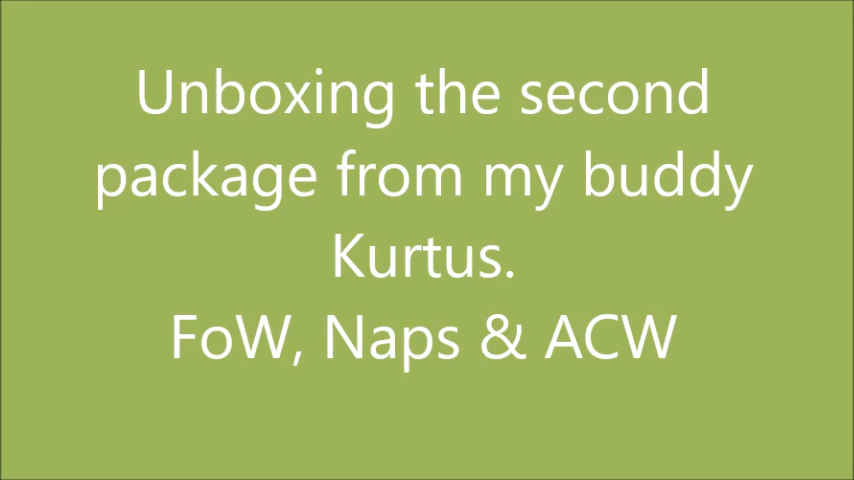 Unboxing the second
package from my buddy
Kurtus.
FoW, Naps & ACW